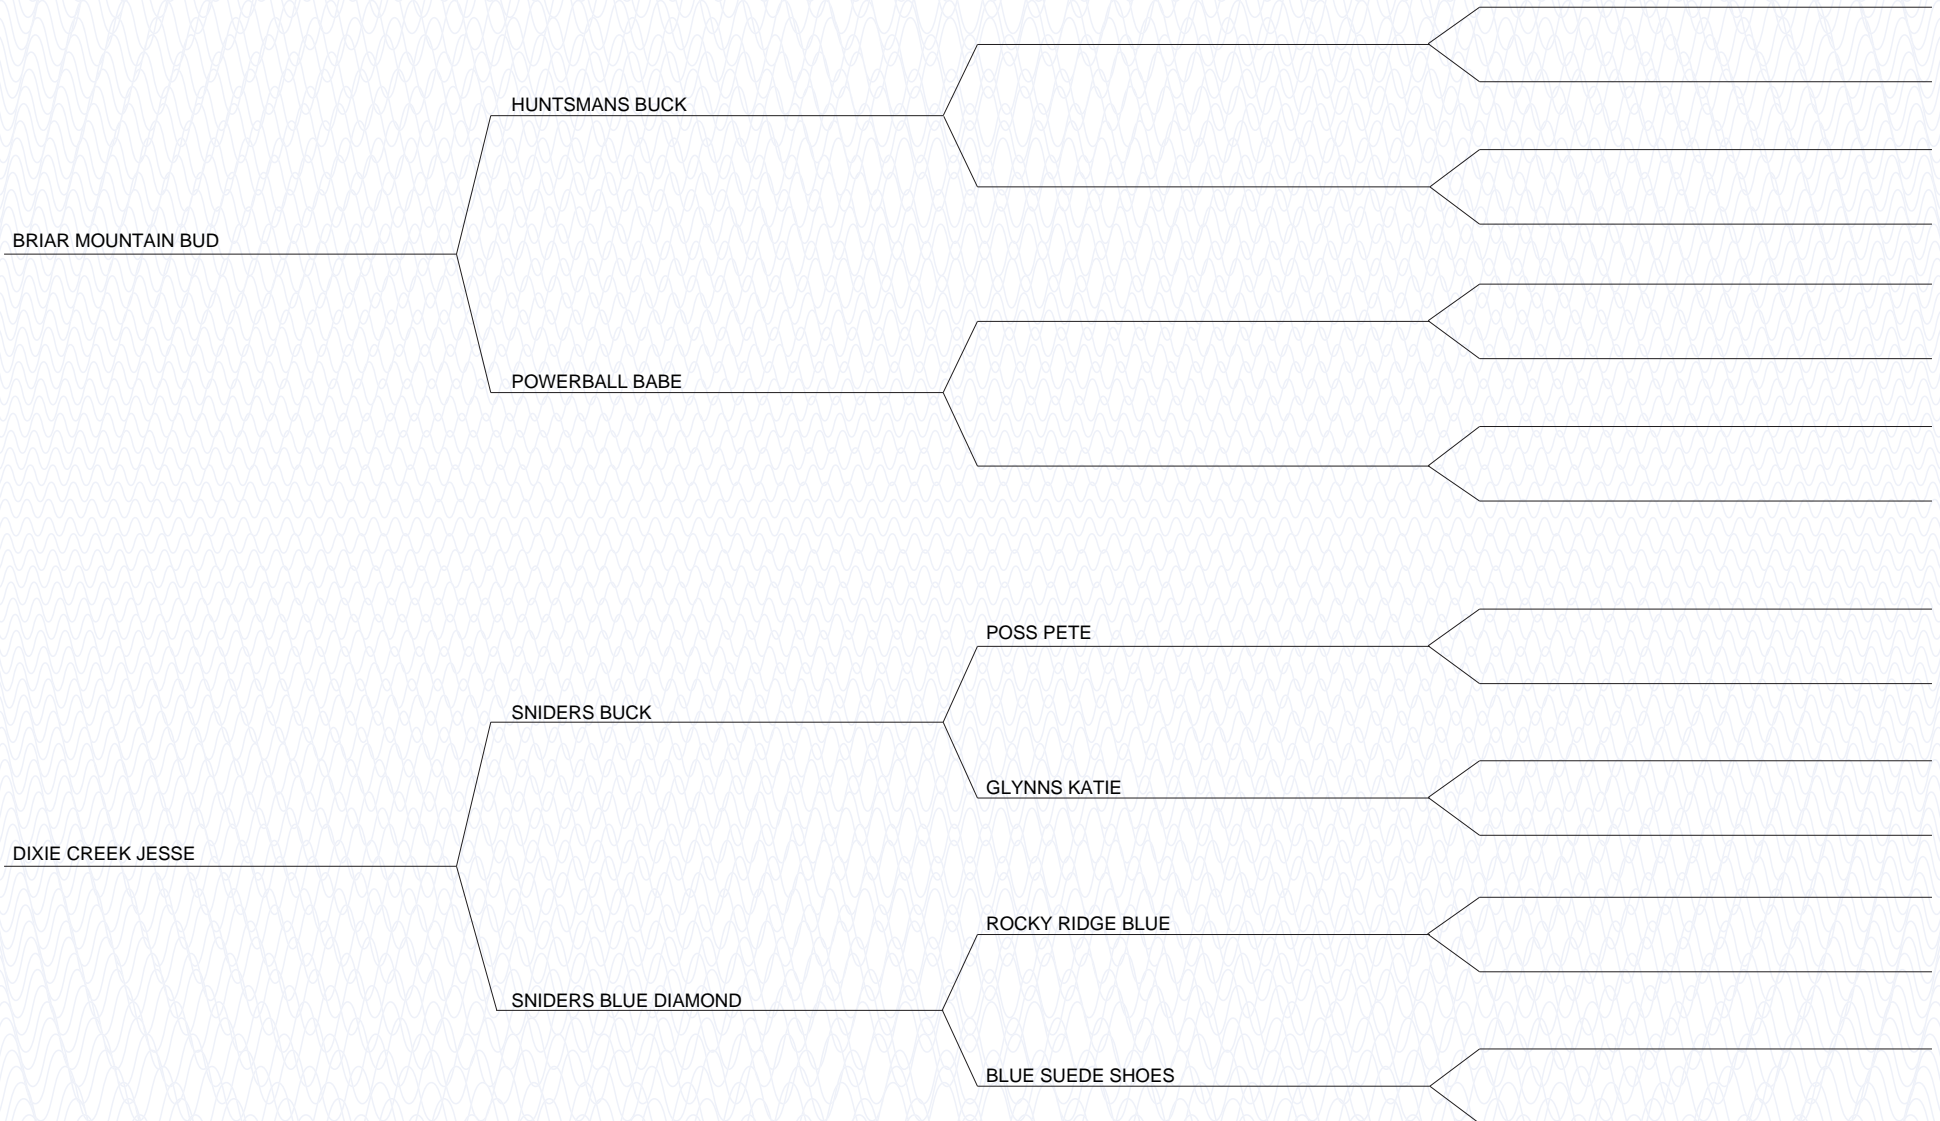 HUNTSMANS BUCK
BRIAR MOUNTAIN BUD
POWERBALL BABE
POSS PETE
SNIDERS BUCK
GLYNNS KATIE
DIXIE CREEK JESSE
ROCKY RIDGE BLUE
SNIDERS BLUE DIAMOND
BLUE SUEDE SHOES